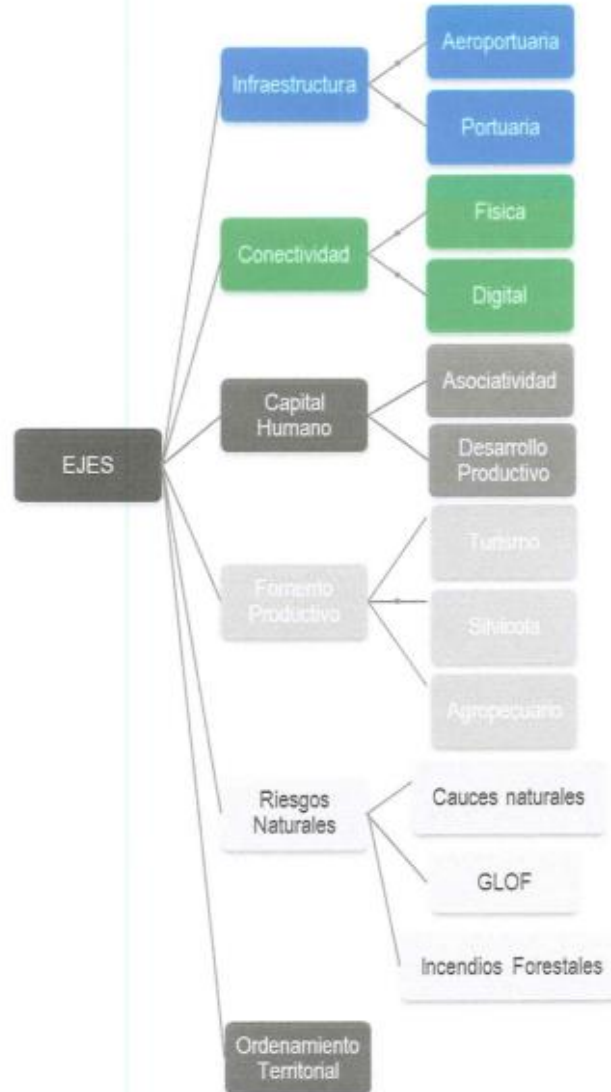 Infraestructura
Aeroportuaria
Portuaria
Conectividad
Física
Digital
EJES
Capital
Humano
Asociatividad
Desarrollo
Productivo
Fomento
Productivo
Turismo
Silvícola
Agropecuario
Riesgos
Naturales
Cauces naturales
GLOF
Incendios Forestales
Ordenamiento
Territorial